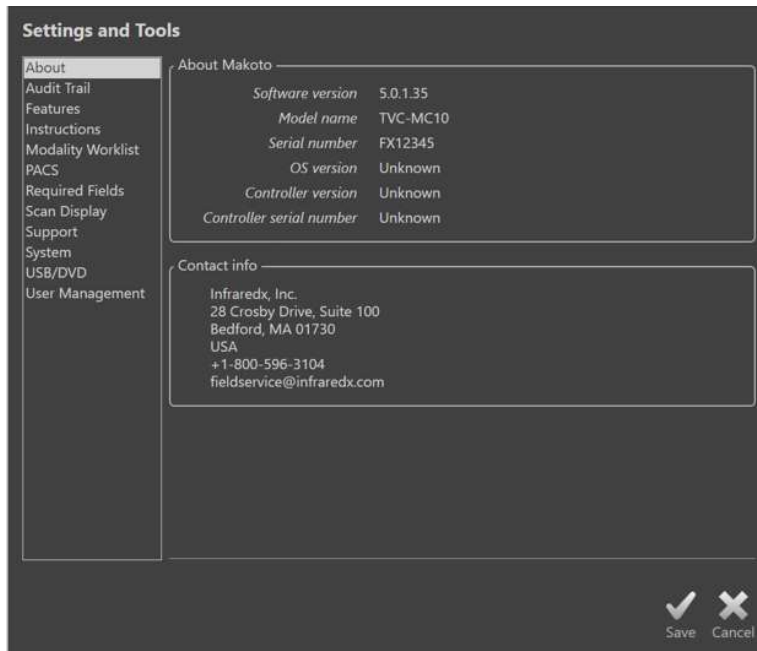 Settings and Tools
About
Audit Trail
Features
Instructions
Modality Worklist
PACS
Required Fields
Scan Display
Support
System
USB/DVD
User Management
About Makoto
Software version 5.0.1.35
Model name TVC-MC10
Serial number FX12345
OS version Unknown
Controller version Unknown
Controller serial number Unknown
Contact info
Infraredx, Inc.
28 Crosby Drive, Suite 100
Bedford, MA 01730
USA
+1-800-596-3104
fieldservice@infraredx.com
Save Cancel